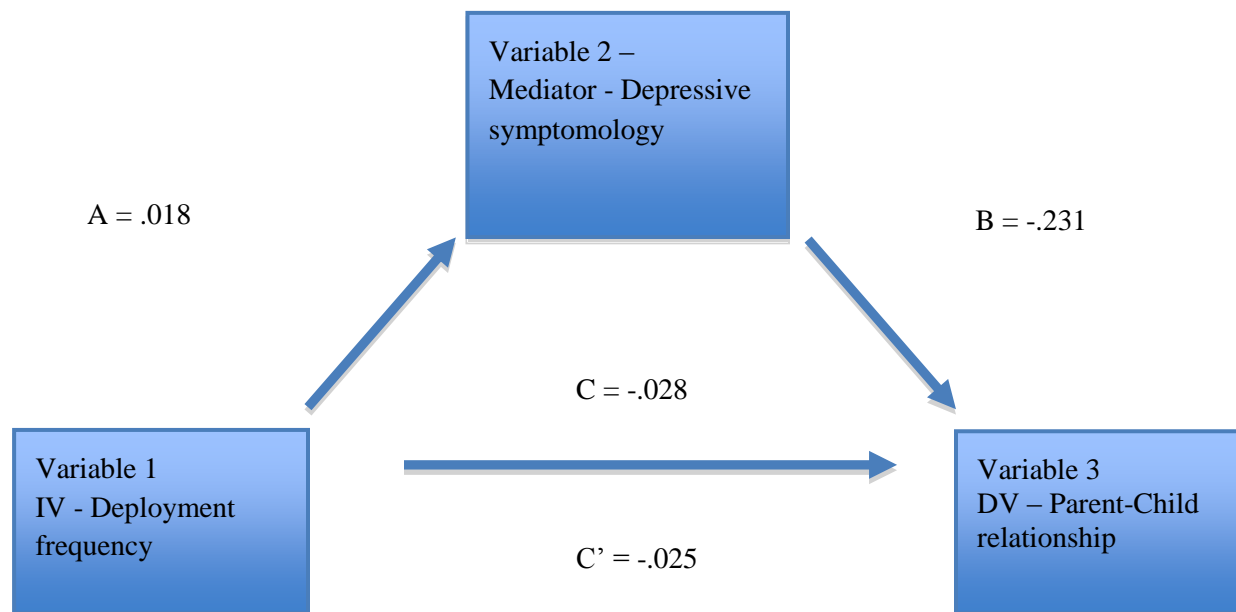 Variable 2 –
Mediator - Depressive
symptomology
A = .018
B = -.231
C = -.028
Variable 1
IV - Deployment
frequency
Variable 3
DV – Parent-Child
relationship
C’ = -.025